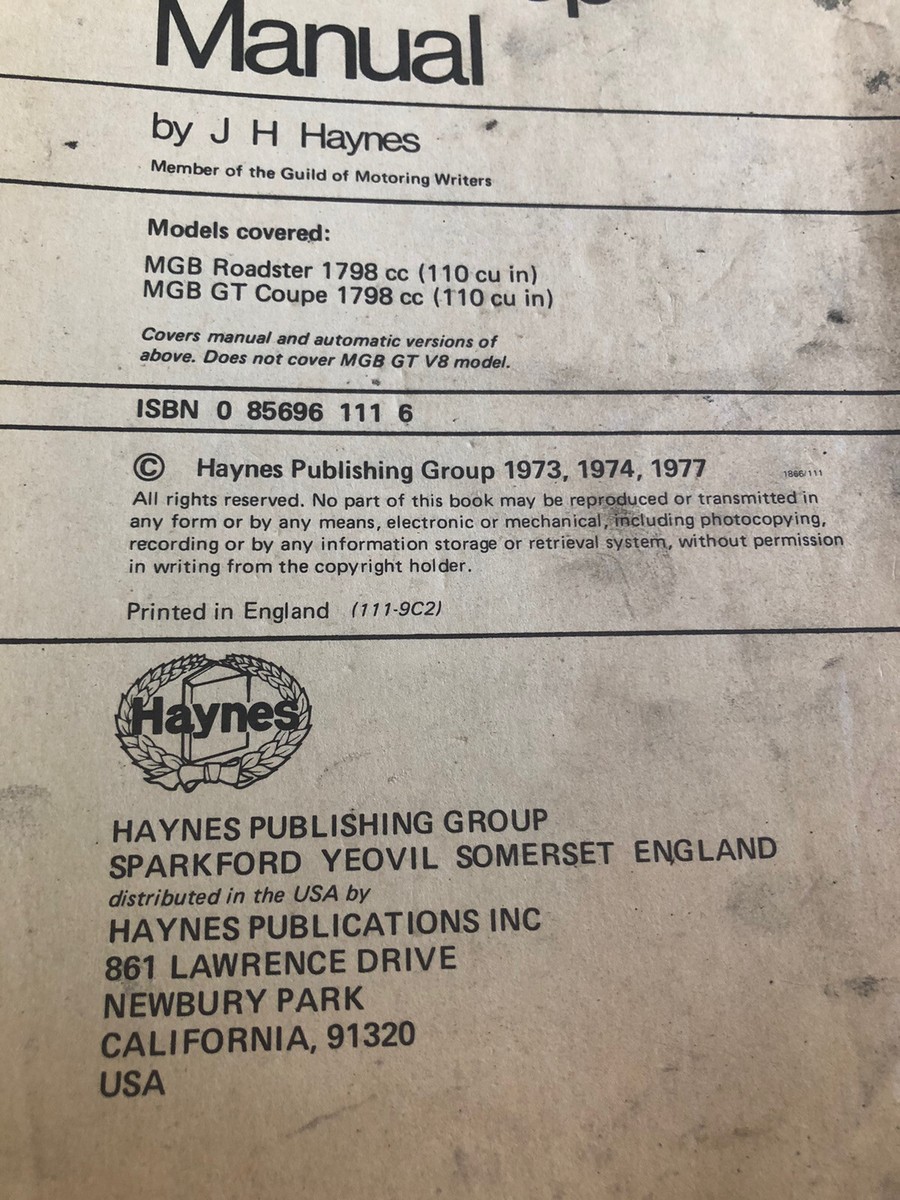 Manual
by J H Haynes
Member of the Guild of Motoring Writers
Models covered:
MGB Roadster 1798 cc (110 cu in)
MGB GT Coupe 1798 cc (110 cu in)
Covers manual and automatic versions of
above. Does not cover MGB GT V8 model.
ISBN 0 85696 111 6
© Haynes Publishing Group 1973, 1974, 1977 1866/111
All rights reserved. No part of this book may be reproduced or transmitted in
any form or by any means, electronic or mechanical, including photocopying,
recording or by any information storage or retrieval system, without permission
in writing from the copyright holder.
Printed in England (111-9C2)
Haynes
HAYNES PUBLISHING GROUP
SPARKFORD YEOVIL SOMERSET ENGLAND
distributed in the USA by
HAYNES PUBLICATIONS INC
861 LAWRENCE DRIVE
NEWBURY PARK
CALIFORNIA, 91320
USA